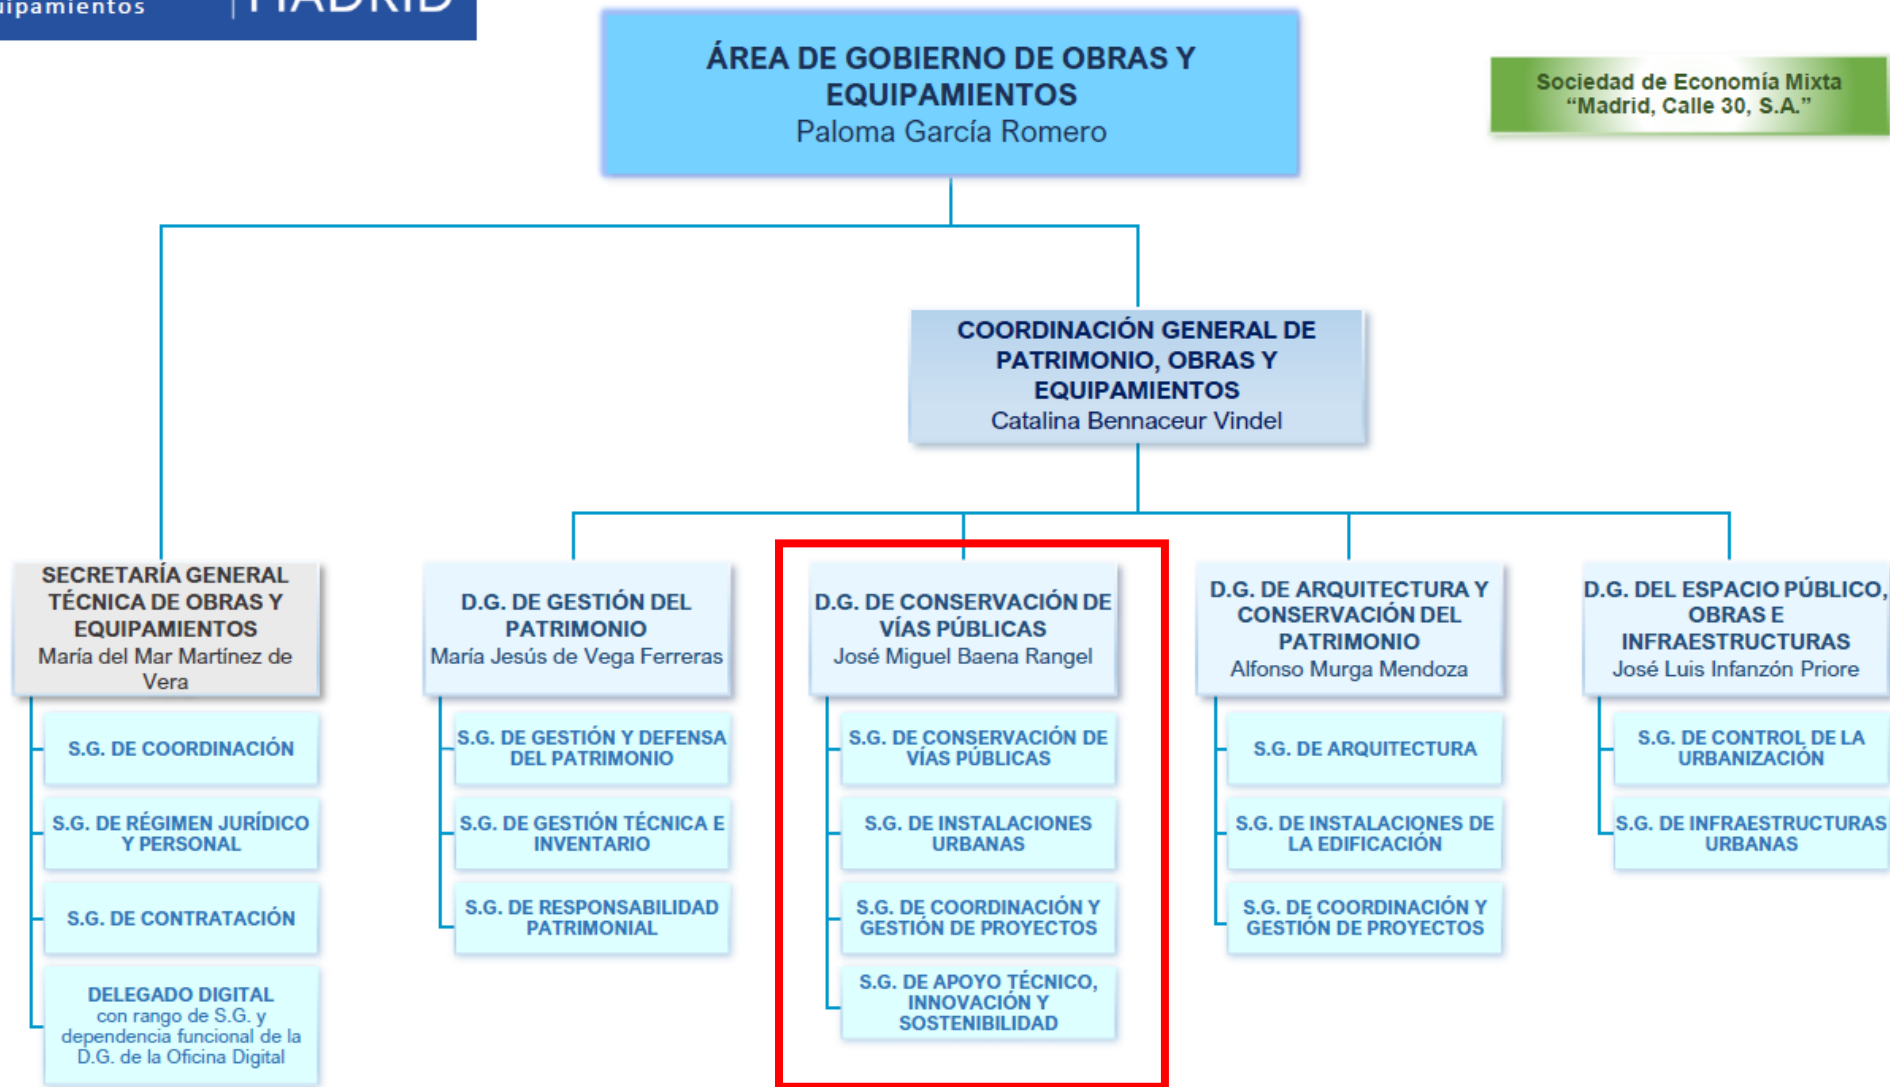 MADRID
ÁREA DE GOBIERNO DE OBRAS Y
EQUIPAMIENTOS
Paloma García Romero
Sociedad de Economía Mixta
“Madrid, Calle 30, S.A.”
COORDINACIÓN GENERAL DE
PATRIMONIO, OBRAS Y
EQUIPAMIENTOS
Catalina Bennaceur Vindel
SECRETARÍA GENERAL
TÉCNICA DE OBRAS Y
EQUIPAMIENTOS
María del Mar Martínez de
Vera
S.G. DE COORDINACIÓN
S.G. DE RÉGIMEN JURÍDICO
Y PERSONAL
S.G. DE CONTRATACIÓN
DELEGADO DIGITAL
con rango de S.G. y
dependencia funcional de la
D.G. de la Oficina Digital
D.G. DE GESTIÓN DEL
PATRIMONIO
María Jesús de Vega Ferreras
S.G. DE GESTIÓN Y DEFENSA
DEL PATRIMONIO
S.G. DE GESTIÓN TÉCNICA E
INVENTARIO
S.G. DE RESPONSABILIDAD
PATRIMONIAL
D.G. DE CONSERVACIÓN DE
VÍAS PÚBLICAS
José Miguel Baena Rangel
S.G. DE CONSERVACIÓN DE
VÍAS PÚBLICAS
S.G. DE INSTALACIONES
URBANAS
S.G. DE COORDINACIÓN Y
GESTIÓN DE PROYECTOS
S.G. DE APOYO TÉCNICO,
INNOVACIÓN Y
SOSTENIBILIDAD
D.G. DE ARQUITECTURA Y
CONSERVACIÓN DEL
PATRIMONIO
Alfonso Murga Mendoza
S.G. DE ARQUITECTURA
S.G. DE INSTALACIONES DE
LA EDIFICACIÓN
S.G. DE COORDINACIÓN Y
GESTIÓN DE PROYECTOS
D.G. DEL ESPACIO PÚBLICO,
OBRAS E
INFRAESTRUCTURAS
José Luis Infanzón Priore
S.G. DE CONTROL DE LA
URBANIZACIÓN
S.G. DE INFRAESTRUCTURAS
URBANAS